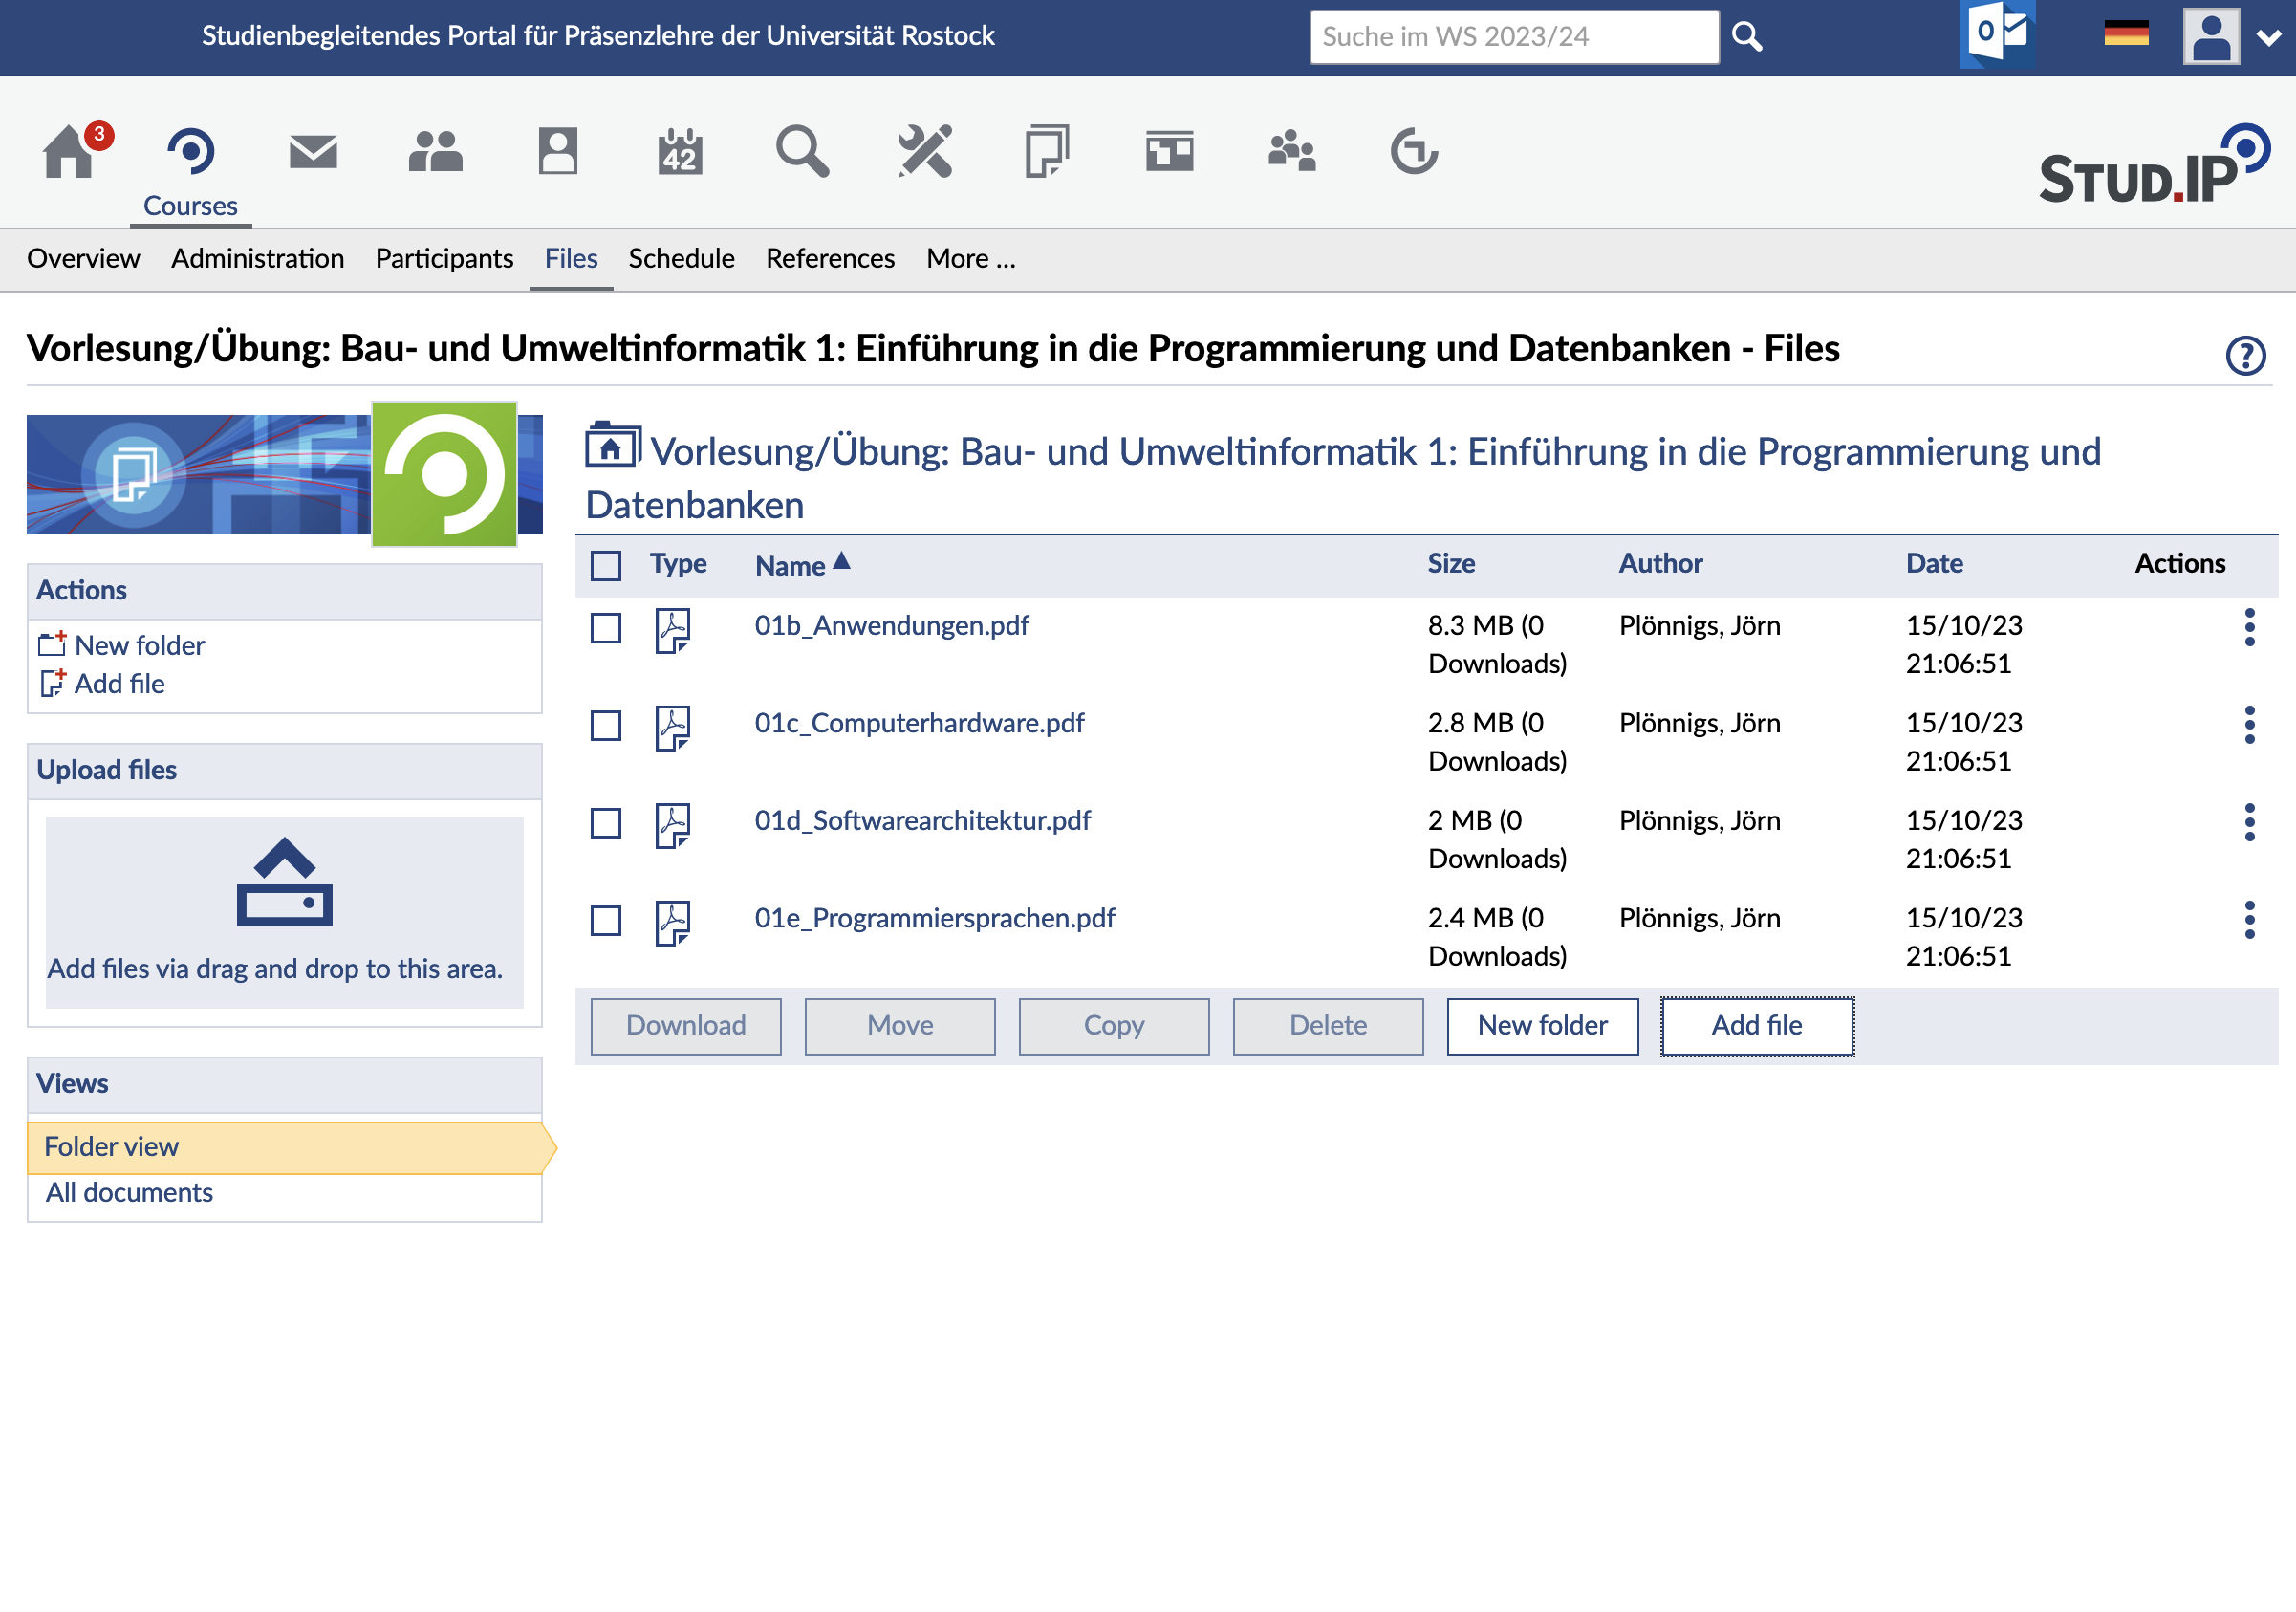 Studienbegleitendes Portal für Präsenzlehre der Universität Rostock
Suche im WS 2023/24
3
42
Courses
STUD.IP
Overview Administration Participants Files Schedule References More ...
Vorlesung/Übung: Bau- und Umweltinformatik 1: Einführung in die Programmierung und Datenbanken - Files
?
Actions
New folder
Add file
Upload files
Add files via drag and drop to this area.
Views
Folder view
All documents
Vorlesung/Übung: Bau- und Umweltinformatik 1: Einführung in die Programmierung und
Datenbanken
Type Name Size Author Date Actions
01b_Anwendungen.pdf 8.3 MB (0 Plönnigs, Jörn 15/10/23
Downloads) 21:06:51
01c_Computerhardware.pdf 2.8 MB (0 Plönnigs, Jörn 15/10/23
Downloads) 21:06:51
01d_Softwarearchitektur.pdf 2 MB (0 Plönnigs, Jörn 15/10/23
Downloads) 21:06:51
01e_Programmiersprachen.pdf 2.4 MB (0 Plönnigs, Jörn 15/10/23
Downloads) 21:06:51
Download Move Copy Delete New folder Add file